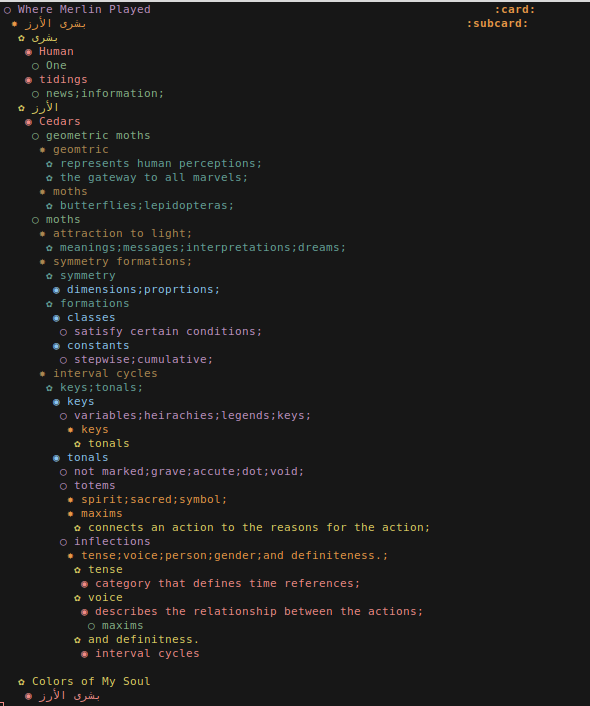 Where Merlin Played :card:
بشرى الأرز :subcard:
بشرى
Human
One
tidings
news;information;
الأرز
Cedars
geometric moths
geomtric
represents human perceptions;
the gateway to all marvels;
moths
butterflies;lepidopteras;
moths
attraction to light;
meanings;messages;interpretations;dreams;
symmetry formations;
symmetry
dimensions;proprtions;
formations
classes
satisfy certain conditions;
constants
stepwise;cumulative;
interval cycles
keys;tonals;
keys
variables;heirachies;legends;keys;
keys
tonals
tonals
not marked;grave;accute;dot;void;
totems
spirit;sacred;symbol;
maxims
connects an action to the reasons for the action;
inflections
tense;voice;person;gender;and definiteness.;
tense
category that defines time references;
voice
describes the relationship between the actions;
maxims
and definitness.
interval cycles
Colors of My Soul
بشرى الأرز